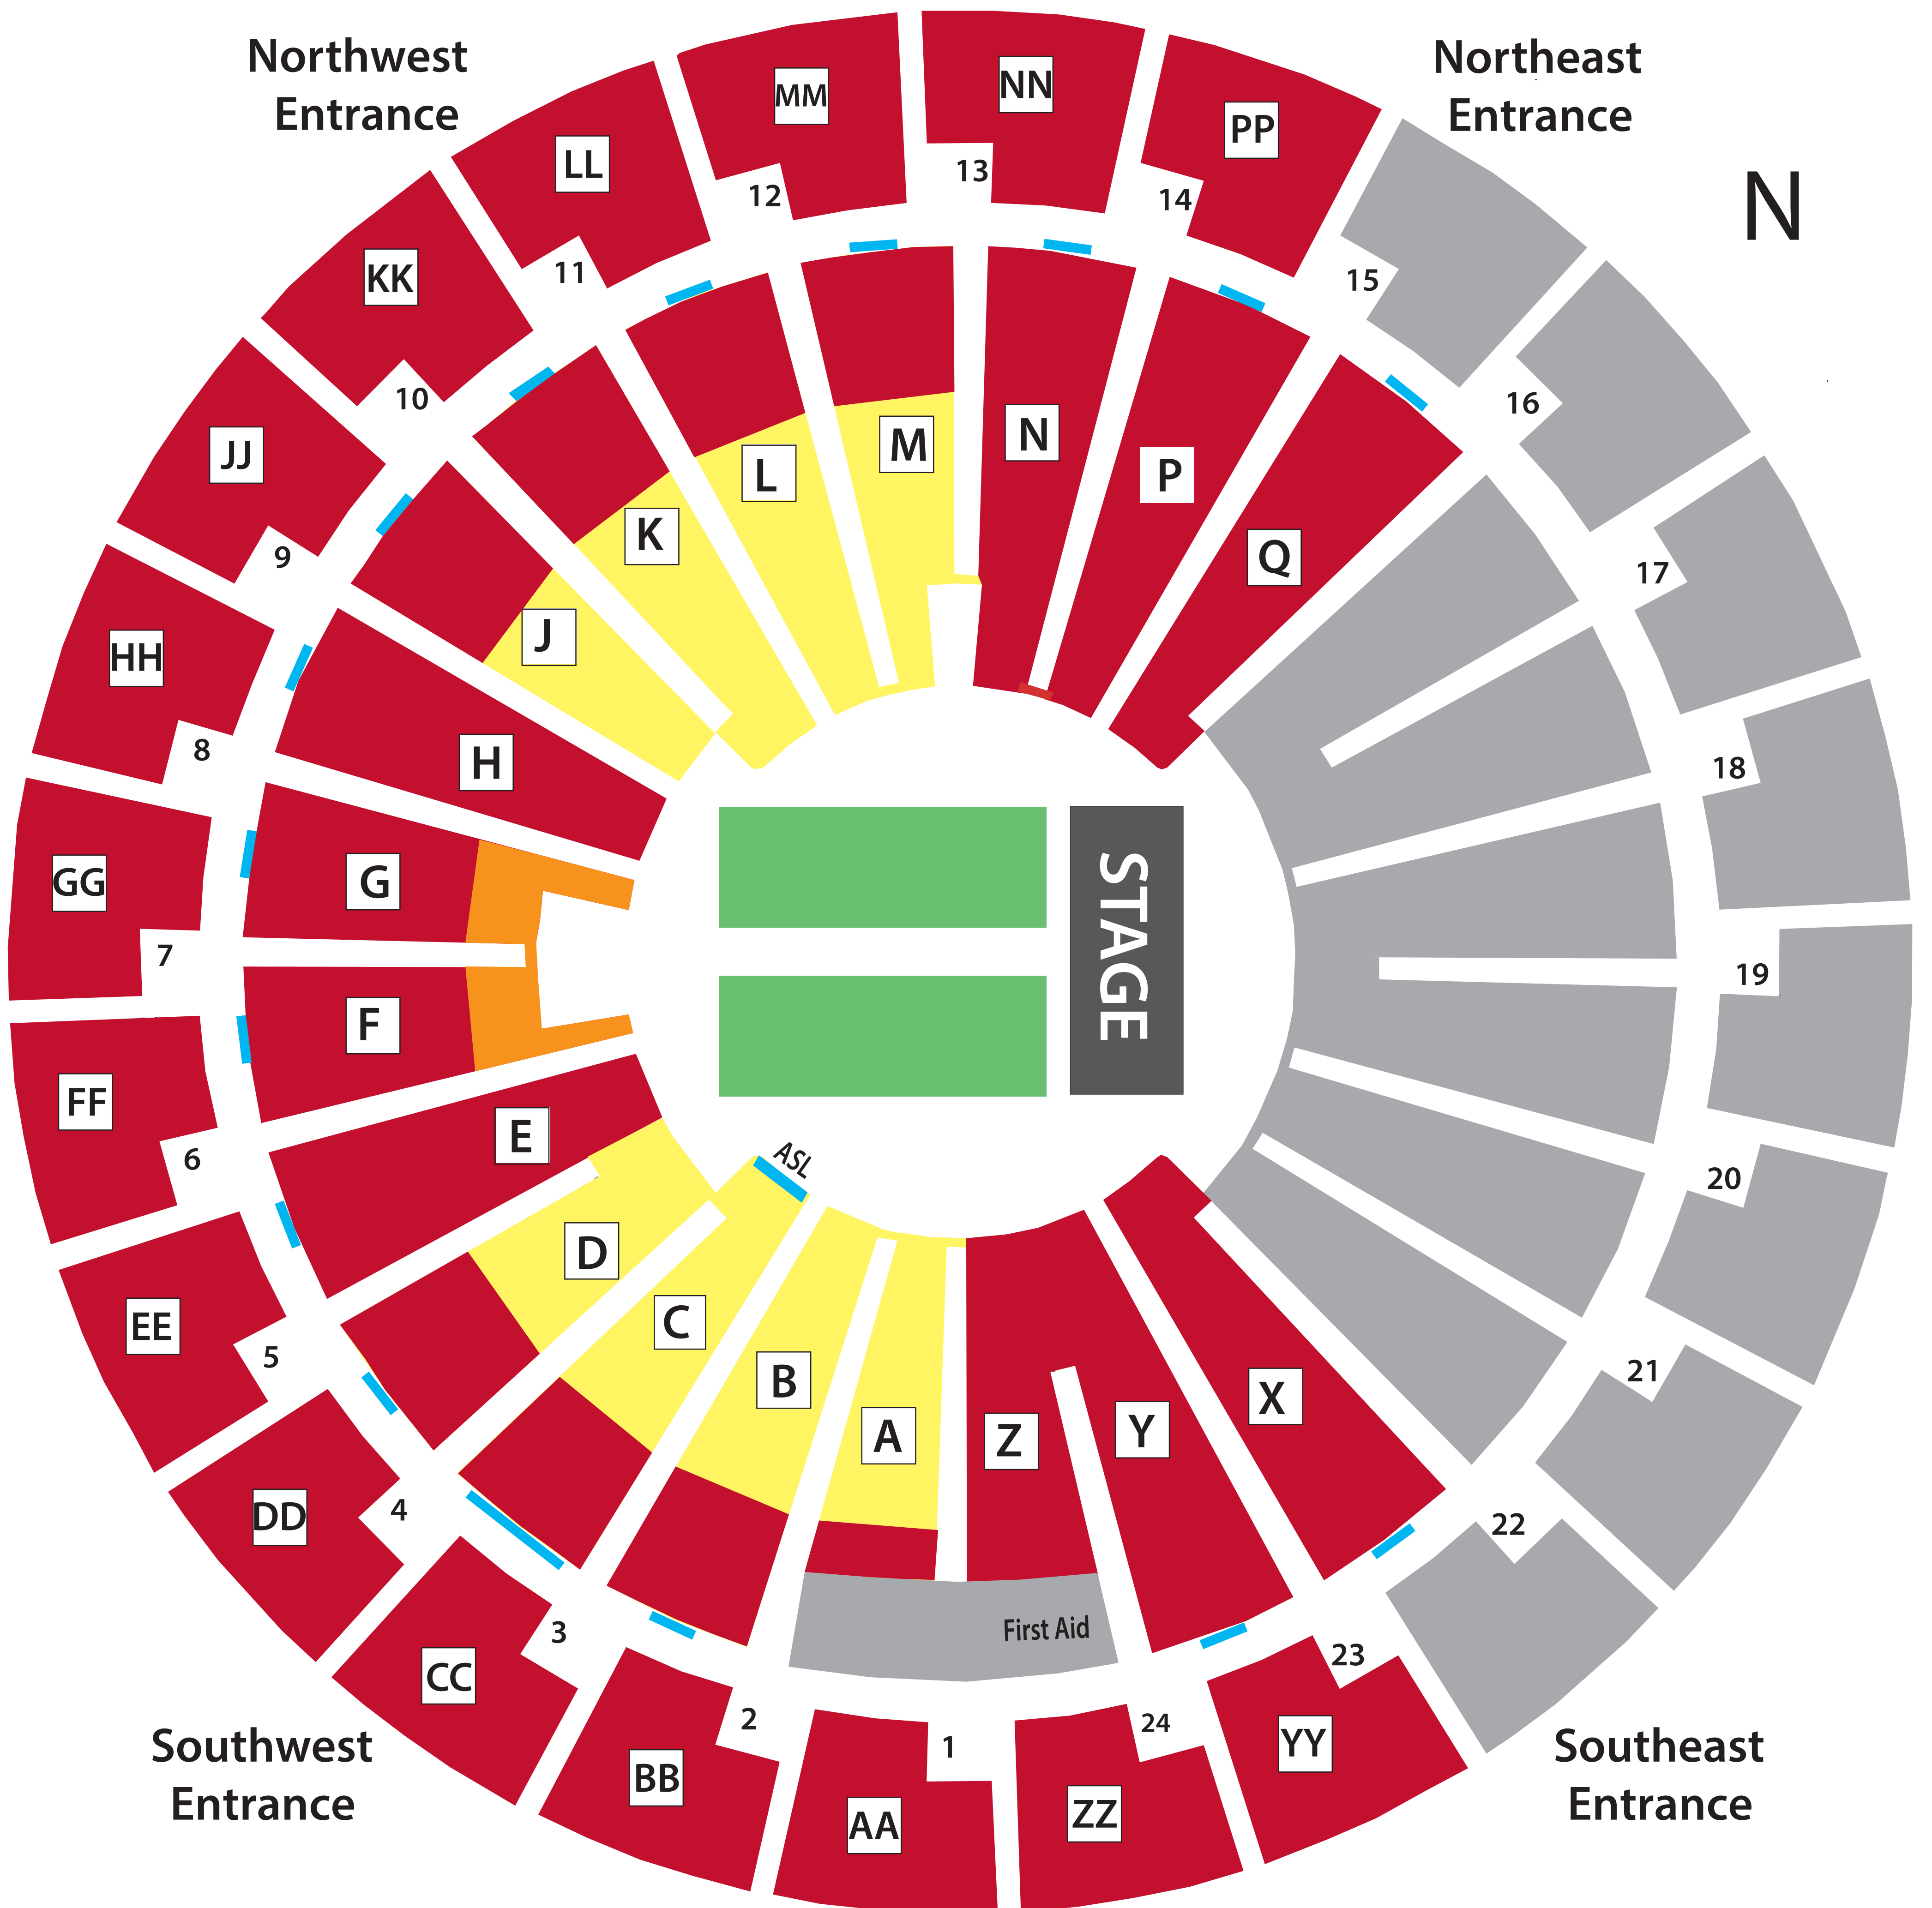 Northwest
Entrance
Northeast
Entrance
N
MM
NN
PP
LL
KK
JJ
HH
GG
FF
EE
DD
CC
BB
AA
ZZ
YY
12
13
14
11
15
10
16
9
17
8
18
7
19
6
20
5
21
4
22
3
23
2
24
1
M
N
L
P
K
Q
J
H
G
F
STAGE
E
ASL
D
C
B
A
Z
Y
X
First Aid
Southwest
Entrance
Southeast
Entrance